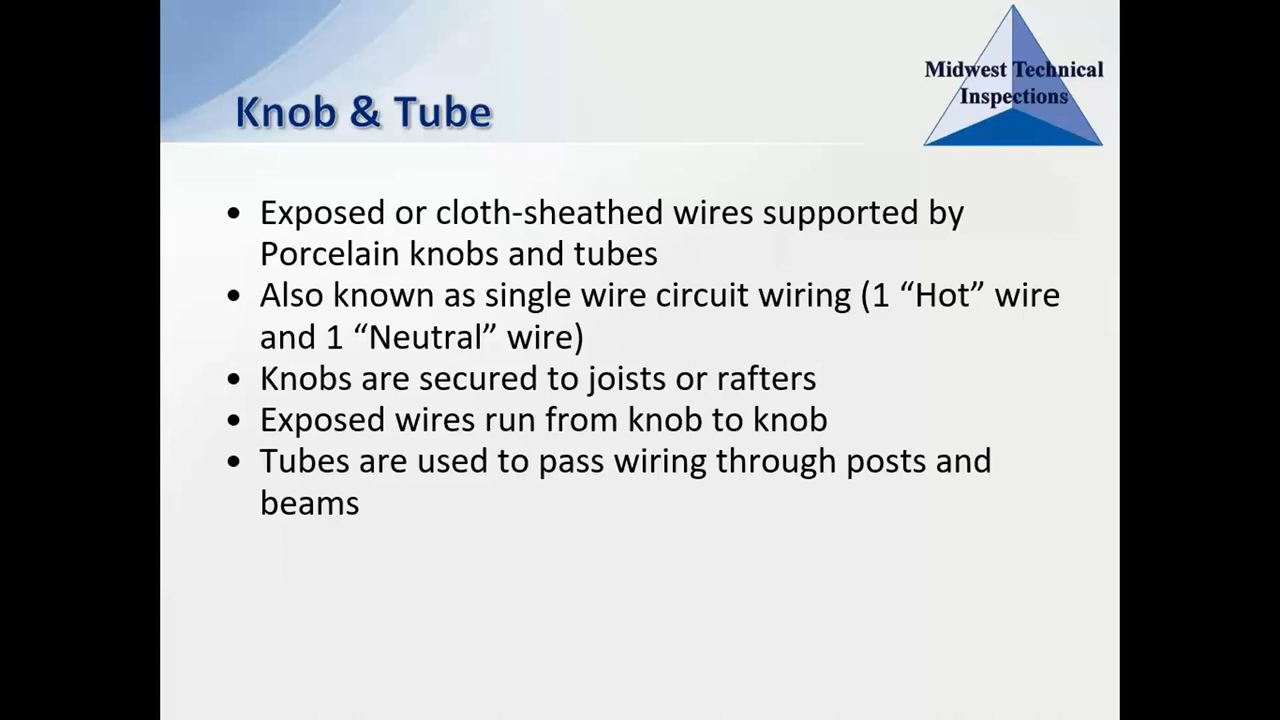 Midwest Technical
Inspections
Knob & Tube
• Exposed or cloth-sheathed wires supported by
Porcelain knobs and tubes
• Also known as single wire circuit wiring (1 “Hot” wire
and 1 “Neutral” wire)
• Knobs are secured to joists or rafters
• Exposed wires run from knob to knob
• Tubes are used to pass wiring through posts and
beams